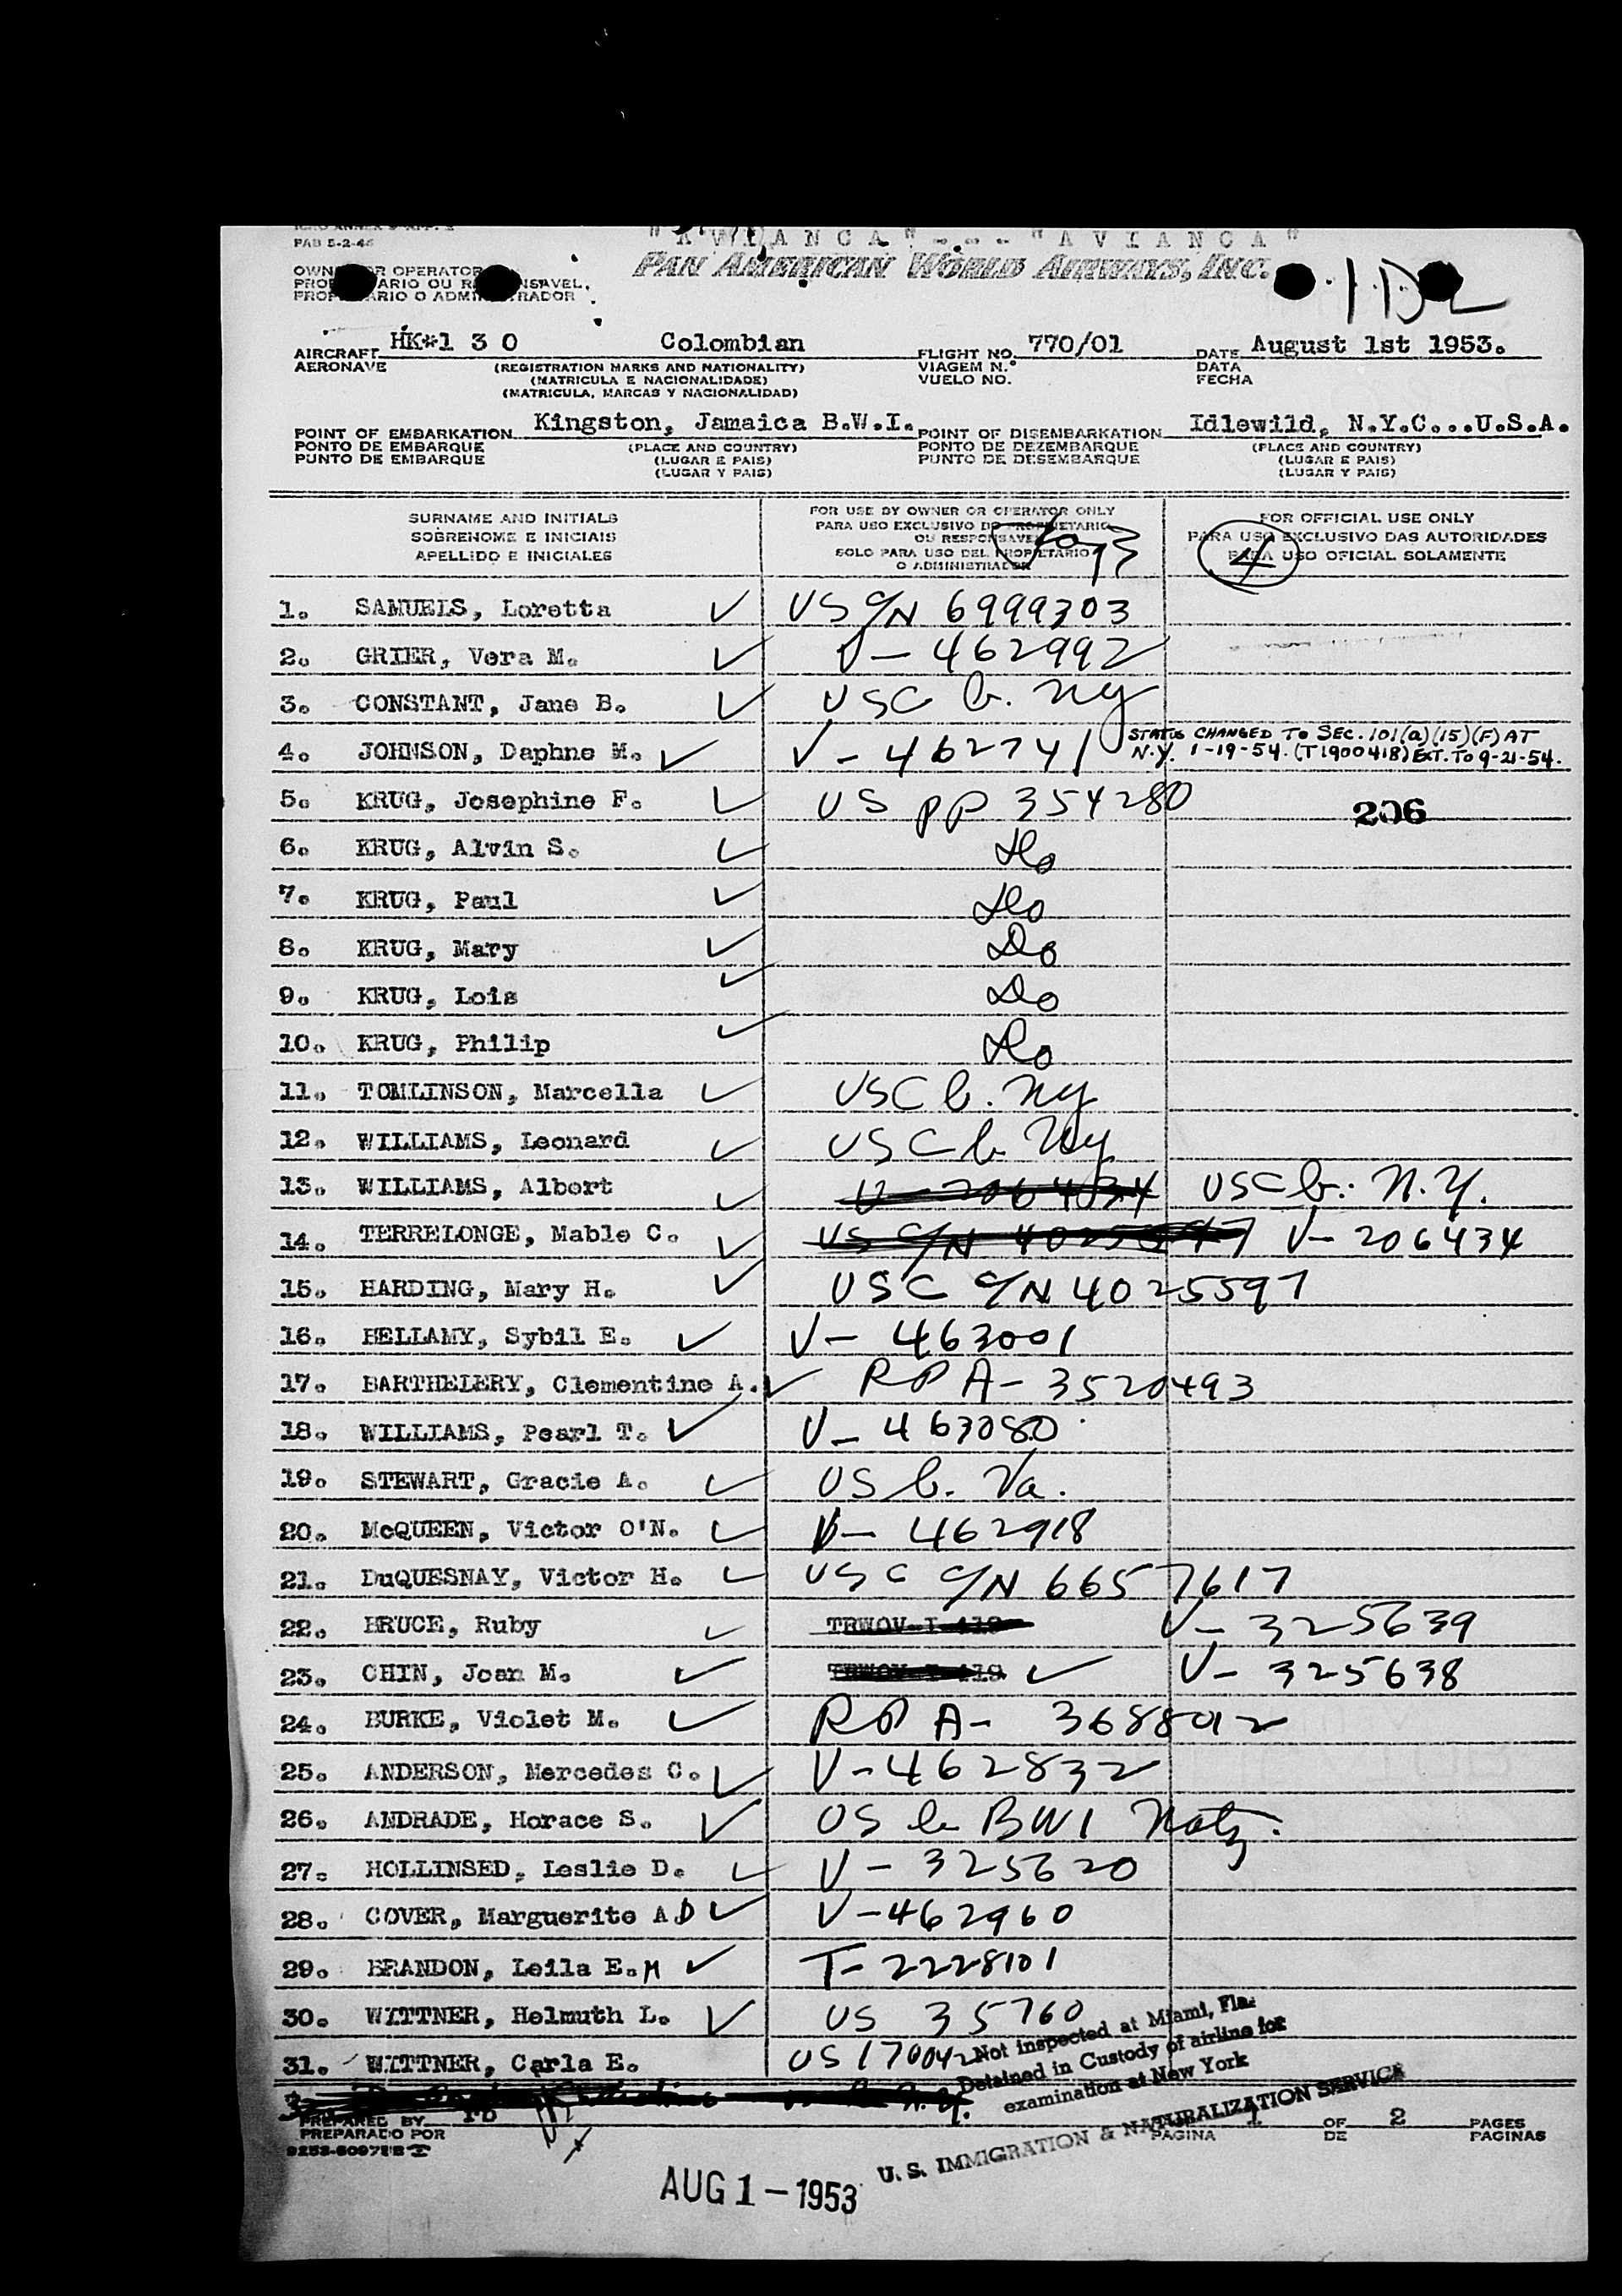 PAB 5-2-46
"AVIANCA"---"AVIANCA"
PAN AMERICAN WORLD AIRWAYS, INC.
OPERATOR
AIRCRAFT HK*1 3 0 Colombian FLIGHT NO. 770/01 DATE August 1st 1953.
AERONAVE (REGISTRATION MARKS AND NATIONALITY) VIAGEM N.º DATA
(MATRICULA E NACIONALIDADE) VUELO NO. FECHA
(MATRICULA, MARCAS Y NACIONALIDAD)
POINT OF EMBARKATION Kingston, Jamaica B.W.I. POINT OF DISEMBARKATION Idlewild, N.Y.C...U.S.A.
PONTO DE EMBARQUE (PLACE AND COUNTRY) PONTO DE DEZEMBARQUE (PLACE AND COUNTRY)
PUNTO DE EMBARQUE (LUGAR E PAIS) PUNTO DE DESEMBARQUE (LUGAR E PAIS)
(LUGAR Y PAIS) (LUGAR Y PAIS)
SURNAME AND INITIALS FOR USE BY OWNER OR OPERATOR ONLY FOR OFFICIAL USE ONLY
SOBRENOME E INICIAIS PARA USO EXCLUSIVO DO PROPRIETARIO PARA USO EXCLUSIVO DAS AUTORIDADES
APELLIDO E INICIALES OU RESPONSAVEL PARA USO OFICIAL SOLAMENTE
SOLO PARA USO DEL PROPIETARIO
O ADMINISTRADOR
4
1. SAMUELS, Loretta ✓ US C/N 6999303
2. GRIER, Vera M. ✓ V-462992
3. CONSTANT, Jane B. ✓ USC b. NY
4. JOHNSON, Daphne M. ✓ V-462741 STATUS CHANGED TO SEC. 101(a)(15)(F) AT
N.Y. 1-19-54. (T1900418) EXT. TO 9-21-54.
5. KRUG, Josephine F. ✓ US PP 354280 206
6. KRUG, Alvin S. ✓ Do
7. KRUG, Paul ✓ Do
8. KRUG, Mary ✓ Do
9. KRUG, Lois ✓ Do
10. KRUG, Philip ✓ Do
11. TOMLINSON, Marcella ✓ USC b. NY
12. WILLIAMS, Leonard ✓ USC b NY
13. WILLIAMS, Albert ✓ USC b. N.Y.
14. TERRELONGE, Mable C. ✓ V-206434
15. HARDING, Mary H. ✓ USC C/N 4025597
16. BELLAMY, Sybil E. ✓ V-463001
17. BARTHELERY, Clementine A. ✓ RP A-3520493
18. WILLIAMS, Pearl T. ✓ V-463080
19. STEWART, Gracie A. ✓ US b. Va.
20. McQUEEN, Victor O'N. ✓ V-462918
21. DuQUESNAY, Victor H. ✓ USC C/N 6657617
22. BRUCE, Ruby ✓ V-325639
23. CHIN, Joan M. ✓ ✓ V-325638
24. BURKE, Violet M. ✓ RP A-3688012
25. ANDERSON, Mercedes C. ✓ V-462832
26. ANDRADE, Horace S. ✓ US b BWI Natz.
27. HOLLINSED, Leslie D. ✓ V-325620
28. COVER, Marguerite A.D ✓ V-462960
29. BRANDON, Leila E. M ✓ T-2228101
30. WITTNER, Helmuth L. ✓ US 35760
31. WITTNER, Carla E. US 170042
Not inspected at Miami, Fla.
Detained in Custody of airline for
examination at New York
U. S. IMMIGRATION & NATURALIZATION SERVICE
PREPARED BY 1 OF 2 PAGES
PREPARADO POR PAGINA DE PAGINAS
AUG 1 - 1953